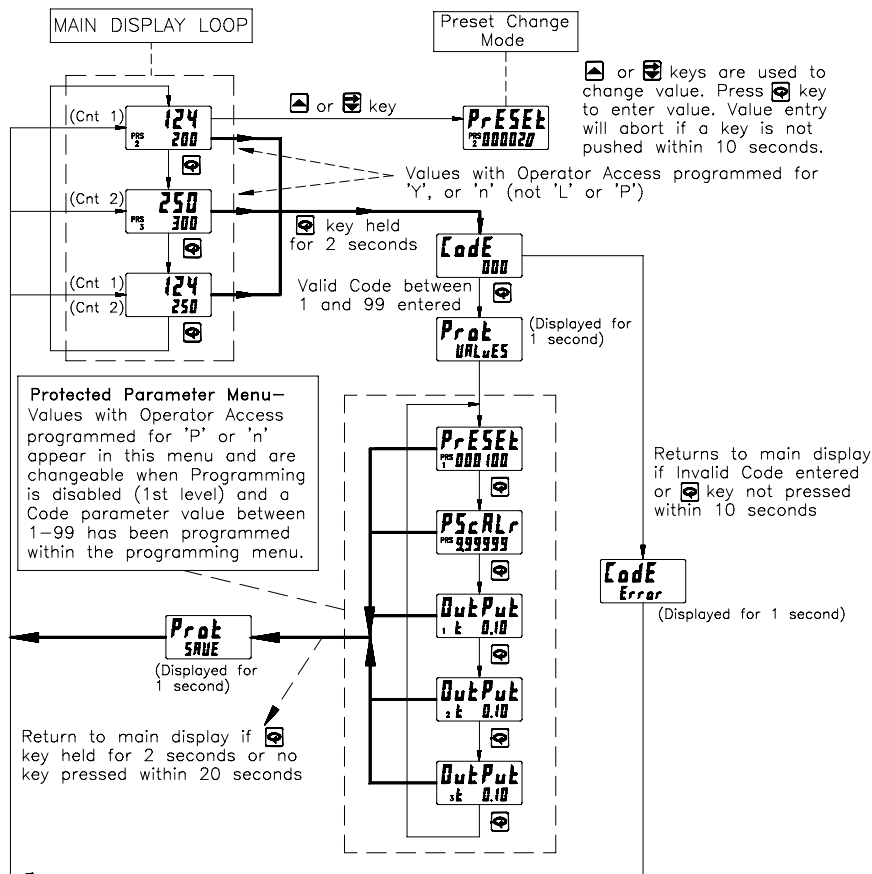 MAIN DISPLAY LOOP
Preset Change
Mode
(Cnt 1)
124
PRS
2
200
or
key
PrESEt
PRS
2
000020
or
keys are used to
change value. Press
key
to enter value. Value entry
will abort if a key is not
pushed within 10 seconds.
Values with Operator Access programmed for
'Y', or 'n' (not 'L' or 'P')
(Cnt 2)
250
PRS
3
300
key held
for 2 seconds
CodE
000
(Cnt 1)
(Cnt 2)
124
250
Valid Code between
1 and 99 entered
Prot
VALuES
(Displayed for
1 second)
Protected Parameter Menu—
Values with Operator Access
programmed for 'P' or 'n'
appear in this menu and are
changeable when Programming
is disabled (1st level) and a
Code parameter value between
1-99 has been programmed
within the programming menu.
PrESEt
PRS
1
000100
PScALr
PRS
9.99999
OutPut
1 t 0.10
OutPut
2 t 0.10
OutPut
3 t 0.10
Returns to main display
if Invalid Code entered
or
key not pressed
within 10 seconds
CodE
Error
(Displayed for 1 second)
Prot
SAVE
(Displayed for
1 second)
Return to main display if
key held for 2 seconds or no
key pressed within 20 seconds